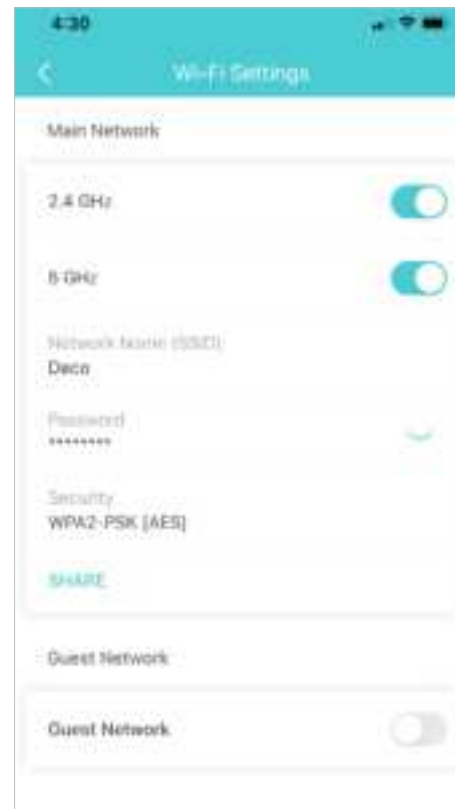 4:30
Wi-Fi Settings
Main Network
2.4 GHz
5 GHz
Network Name (SSID)
Deco
Password
********
Security
WPA2-PSK [AES]
SHARE
Guest Network
Guest Network